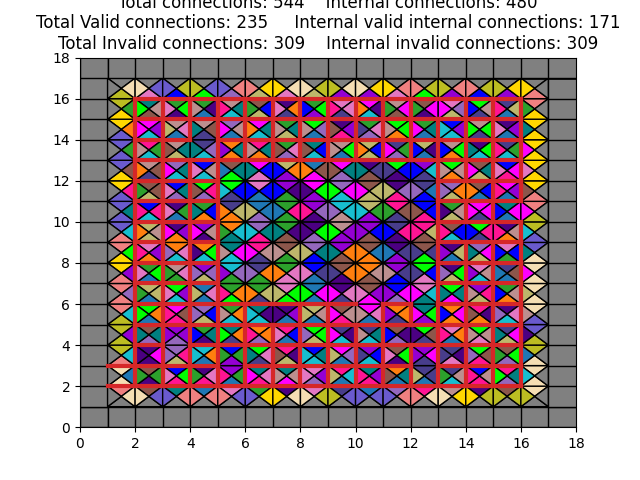 Total connections: 544    Internal connections: 480
Total Valid connections: 235    Internal valid internal connections: 171
Total Invalid connections: 309    Internal invalid connections: 309
18
16
14
12
10
8
6
4
2
0
0 2 4 6 8 10 12 14 16 18